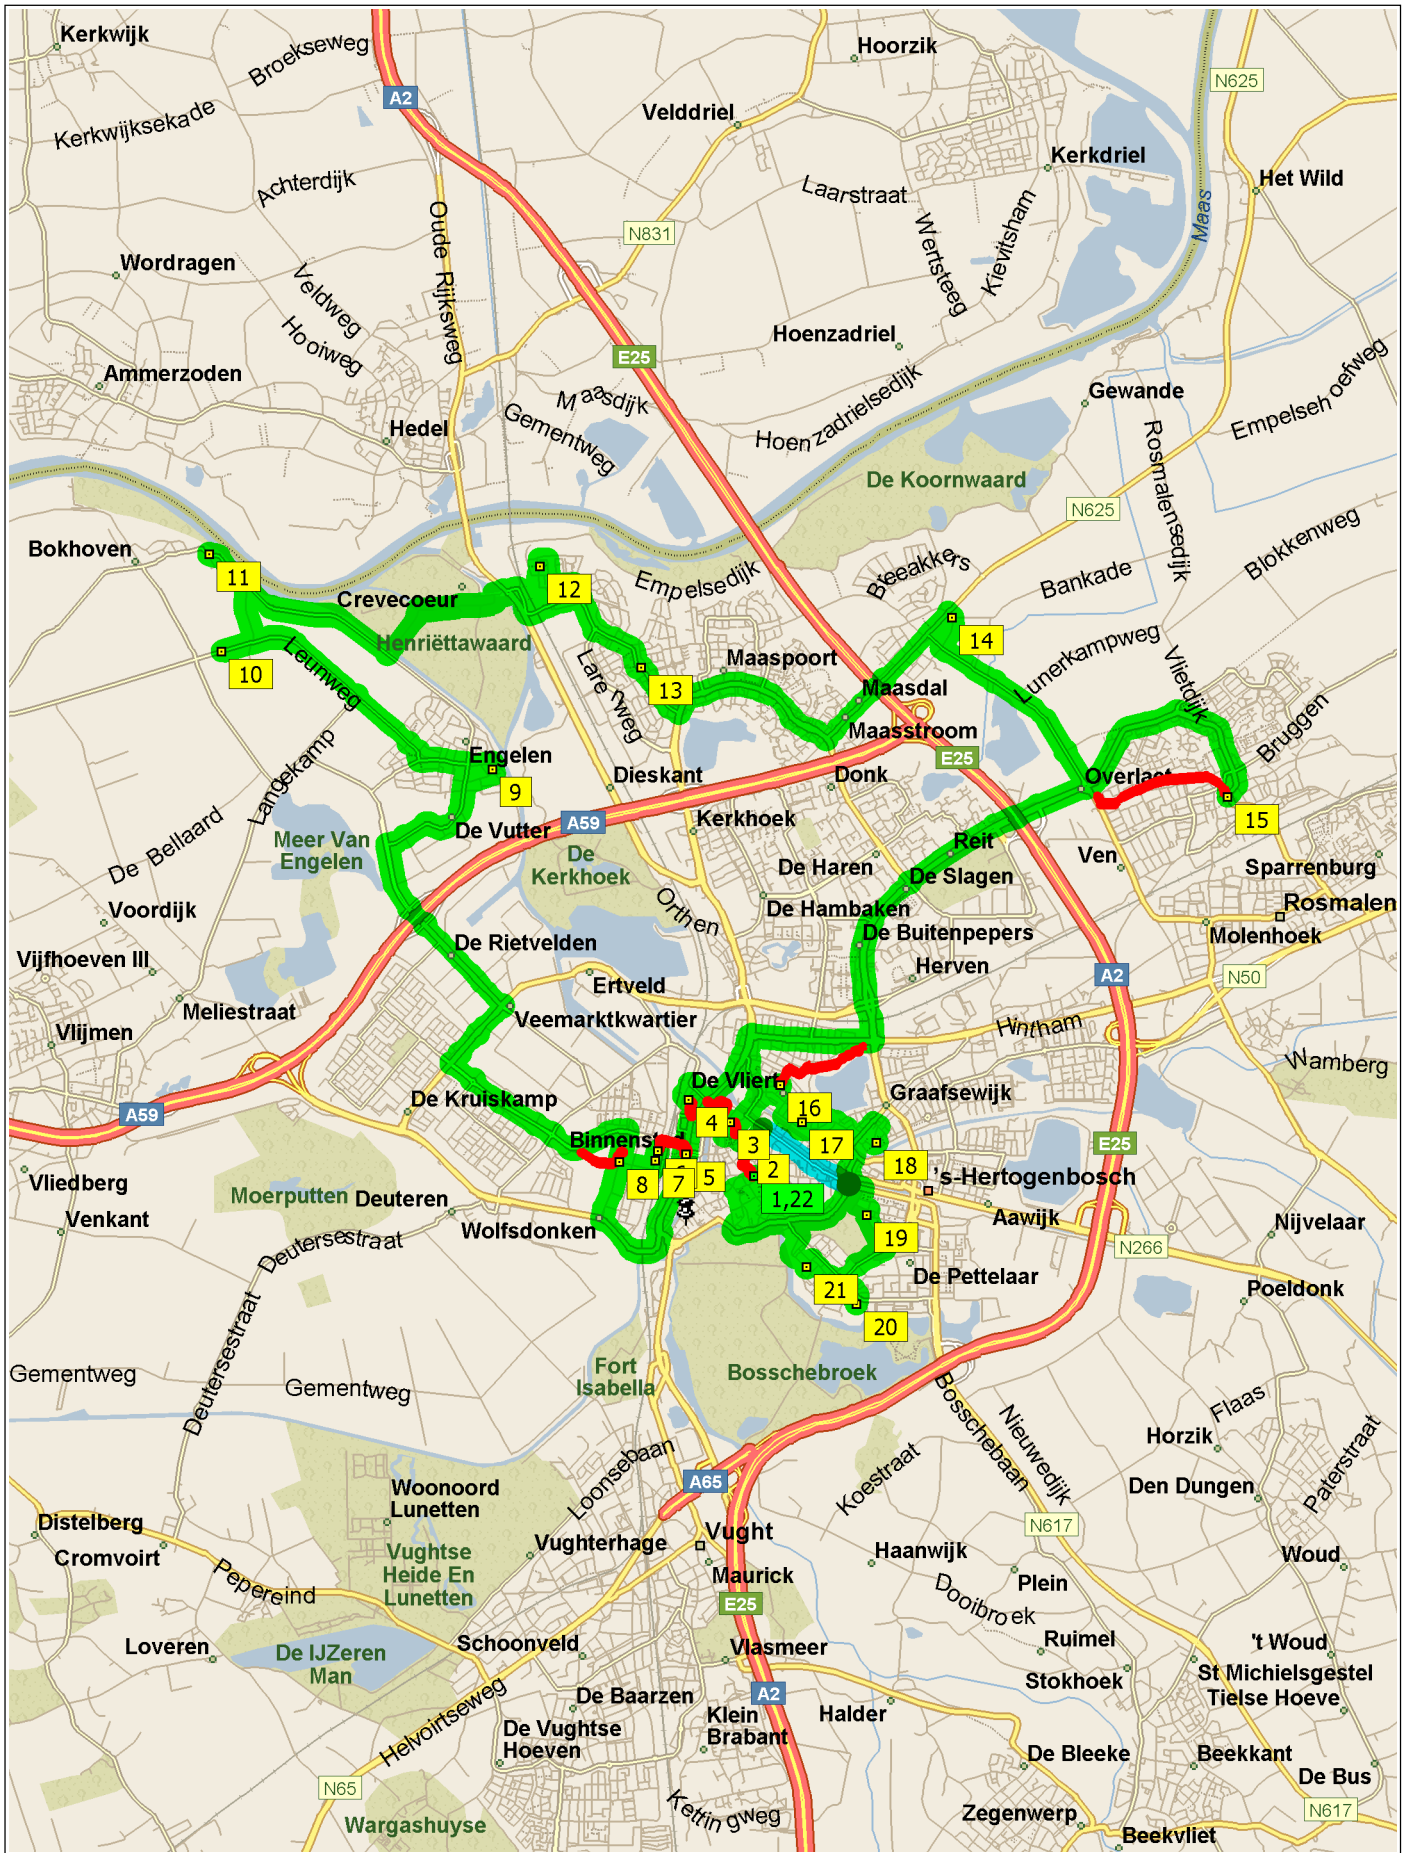 Kerkwijk
Broekseweg
Hoorzik
N625
A2
Velddriel
Kerkwijksekade
Kerkdriel
Het Wild
Achterdijk
Laarstraat
Maas
Oude Rijksweg
Wertsteeg
Kievitsham
N831
Wordragen
Veldweg
Hooiweg
Hoenzadriel
E25
Ammerzoden
Gewande
Empelsehoefweg
Maasdijk
Gementweg
Hoenzadrielsedijk
Hedel
Rosmalensedijk
De Koornwaard
N625
Blokkenweg
Bokhoven
11
12
Empelsedijk
Breeakkers
Bankade
Crevecoeur
Henriëttawaard
14
Lunerkampweg
10
Leunweg
Larenweg
Maaspoort
13
Maasdal
Vlietdijk
Bruggen
Maasstroom
Langekamp
Engelen
E25
Dieskant
Donk
Overlaet
9
De Vutter
A59
Kerkhoek
15
De Bellaard
Meer Van
Engelen
De
Kerkhoek
De Haren
Reit
Ven
Sparrenburg
De Slagen
Voordijk
Orthen
De Hambaken
Rosmalen
De Rietvelden
De Buitenpepers
Molenhoek
Vijfhoeven III
Herven
A2
N50
Ertveld
Meliestraat
Veemarktkwartier
Hintham
Vlijmen
Wamberg
De Vliert
Graafsewijk
De Kruiskamp
16
A59
4
Binnenstad
3
17
E25
18
2
6
5
7
8
's-Hertogenbosch
Vliedberg
Moerputten
Deuteren
1,22
Venkant
Wolfsdonken
Aawijk
Nijvelaar
Deutersestraat
19
N266
De Pettelaar
21
Poeldonk
20
Deutersestraat
Fort
Isabella
Bosschebroek
Gementweg
Gementweg
Bosschebaan
Nieuwedijk
Flaas
Horzik
Loonsebaan
Koestraat
Paterstraat
A65
Woonoord
Lunetten
Den Dungen
Distelberg
Vught
N617
Cromvoirt
Vughtse
Heide En
Lunetten
Vughterhage
Haanwijk
Woud
Pepereind
Maurick
Plein
Dooibroek
E25
Loveren
De IJZeren
Man
Schoonveld
Vlasmeer
Ruimel
't Woud
Stokhoek
St Michielsgestel
A2
Tielse Hoeve
De Baarzen
Halder
Helvoirtseweg
De Vughtse
Hoeven
Klein
Brabant
De Bleeke
Beekkant
De Bus
N65
Kettingweg
Zegenwerp
N617
Wargashuyse
Beekvliet